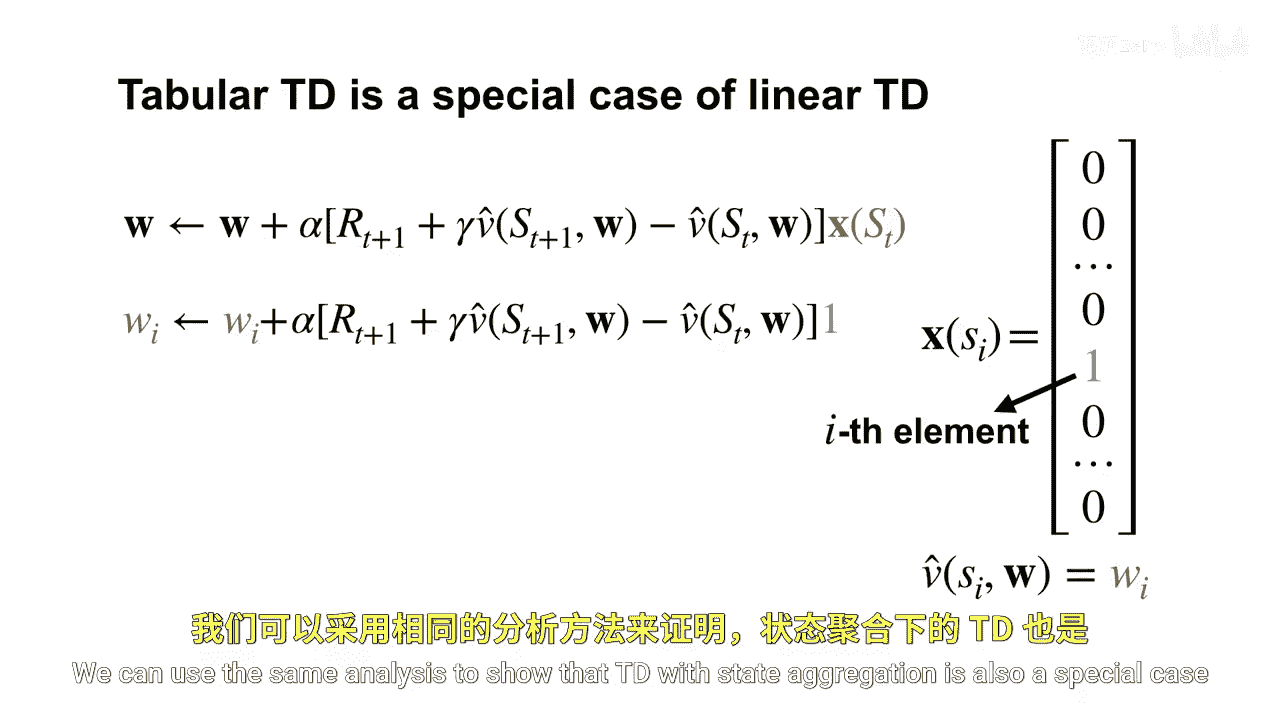 Tabular TD is a special case of linear TD
w ← w + α[R_{t+1} + γv̂(S_{t+1}, w) − v̂(S_t, w)]x(S_t)
w_i ← w_i+α[R_{t+1} + γv̂(S_{t+1}, w) − v̂(S_t, w)]1
x(s_i) =
0
0
⋯
0
1
0
⋯
0
i-th element
v̂(s_i, w) = w_i
我们可以采用相同的分析方法来证明，状态聚合下的 TD 也是
We can use the same analysis to show that TD with state aggregation is also a special case